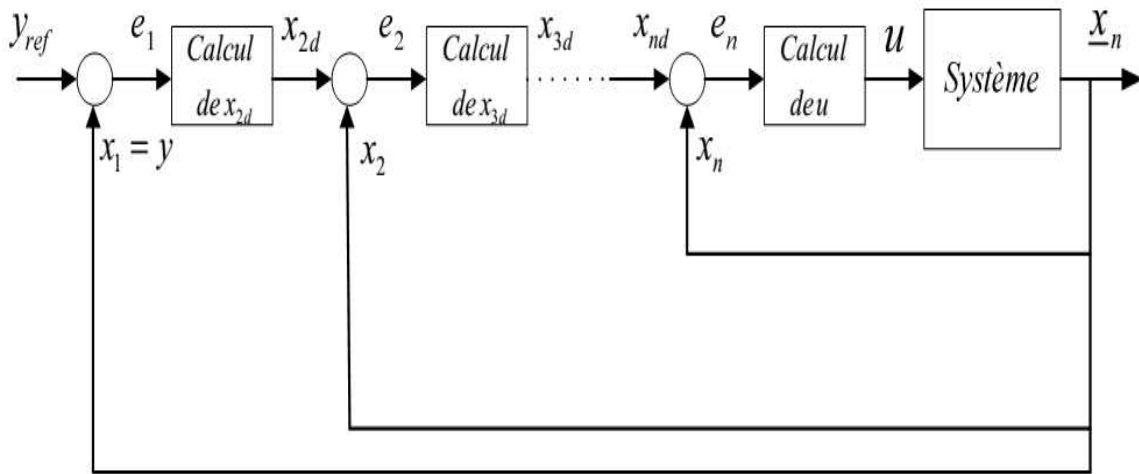 y_ref
e_1
Calcul
de x_2d
x_2d
e_2
Calcul
de x_3d
x_3d
x_nd
e_n
Calcul
de u
u
Système
x_n
x_1 = y
x_2
x_n